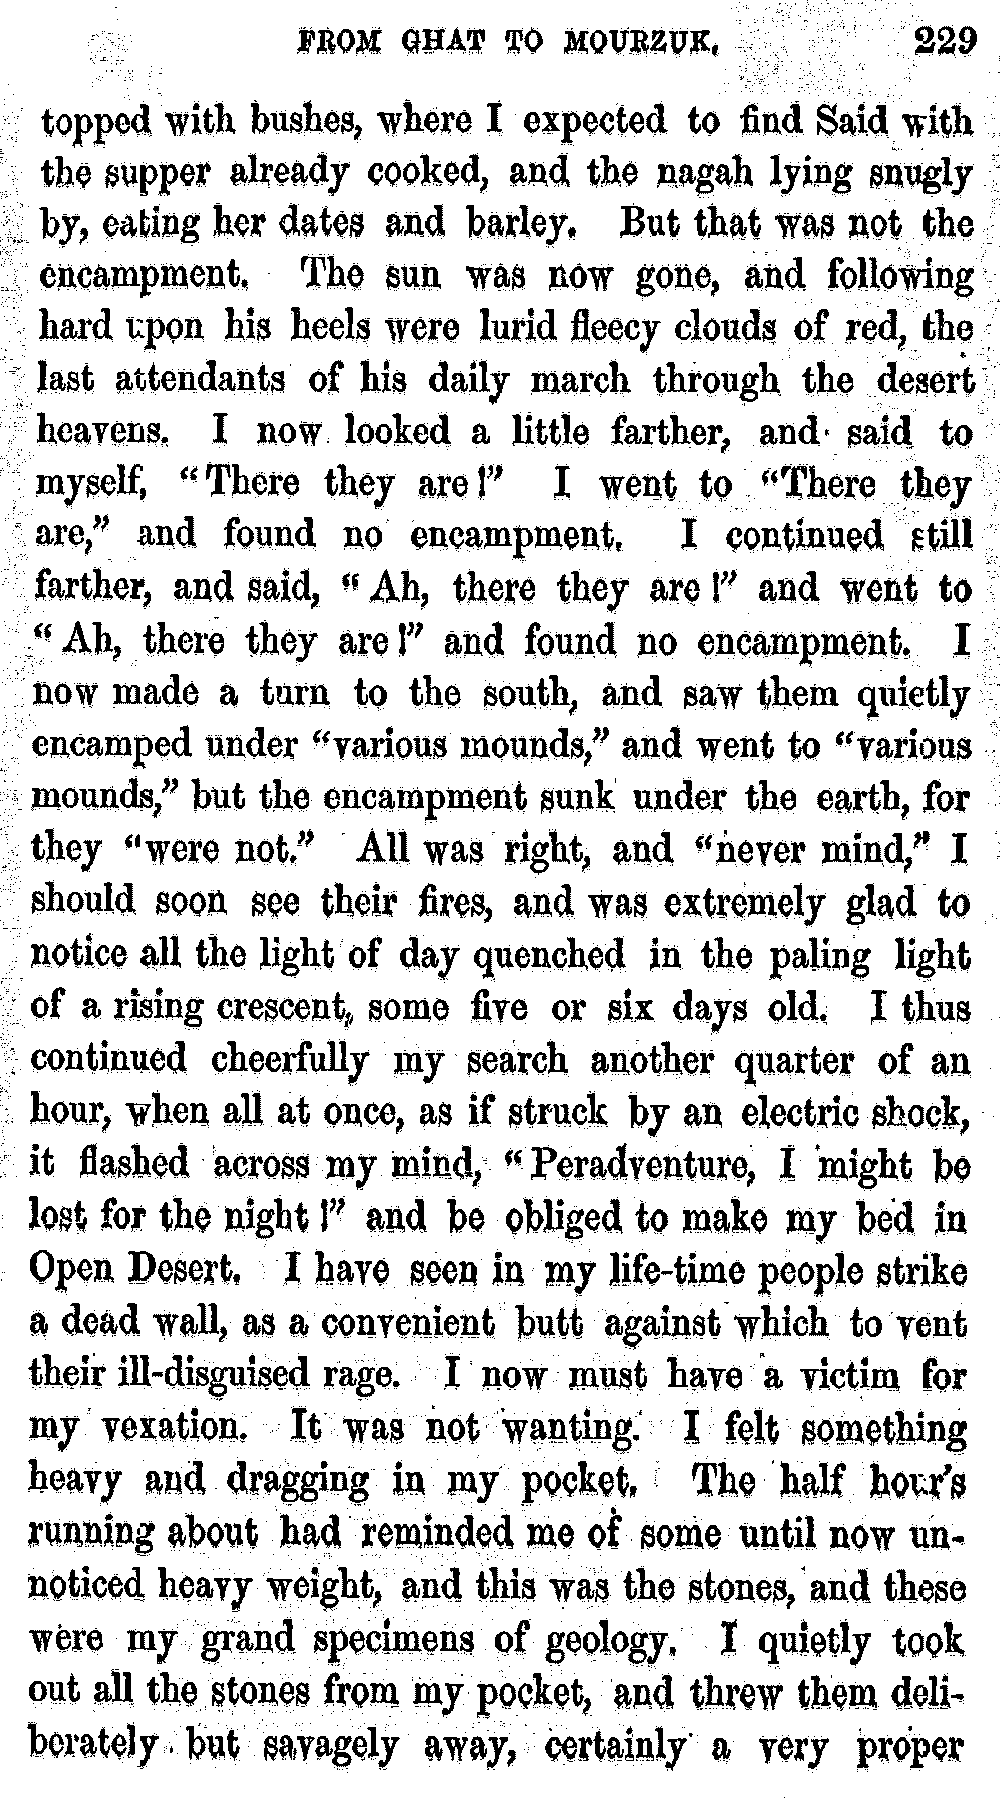 FROM GHAT TO MOURZUK. 229
topped with bushes, where I expected to find Said with
the supper already cooked, and the nagah lying snugly
by, eating her dates and barley. But that was not the
encampment. The sun was now gone, and following
hard upon his heels were lurid fleecy clouds of red, the
last attendants of his daily march through the desert
heavens. I now looked a little farther, and said to
myself, “There they are!” I went to “There they
are,” and found no encampment. I continued still
farther, and said, “Ah, there they are!” and went to
“Ah, there they are!” and found no encampment. I
now made a turn to the south, and saw them quietly
encamped under “various mounds,” and went to “various
mounds,” but the encampment sunk under the earth, for
they “were not.” All was right, and “never mind,” I
should soon see their fires, and was extremely glad to
notice all the light of day quenched in the paling light
of a rising crescent, some five or six days old. I thus
continued cheerfully my search another quarter of an
hour, when all at once, as if struck by an electric shock,
it flashed across my mind, “Peradventure, I might be
lost for the night!” and be obliged to make my bed in
Open Desert. I have seen in my life-time people strike
a dead wall, as a convenient butt against which to vent
their ill-disguised rage. I now must have a victim for
my vexation. It was not wanting. I felt something
heavy and dragging in my pocket. The half hour's
running about had reminded me of some until now un-
noticed heavy weight, and this was the stones, and these
were my grand specimens of geology. I quietly took
out all the stones from my pocket, and threw them deli-
berately but savagely away, certainly a very proper